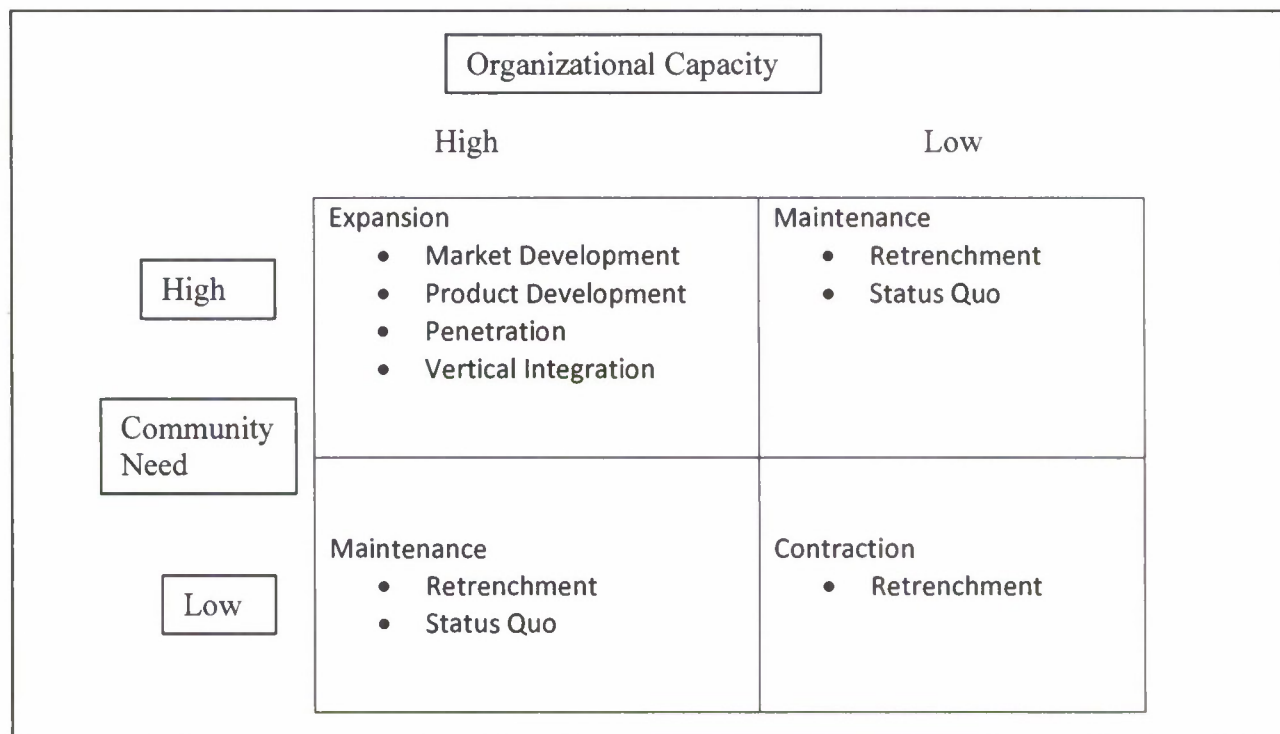 Organizational Capacity
High Low
Expansion
• Market Development
• Product Development
• Penetration
• Vertical Integration
Maintenance
• Retrenchment
• Status Quo
High
Community
Need
Low
Maintenance
• Retrenchment
• Status Quo
Contraction
• Retrenchment